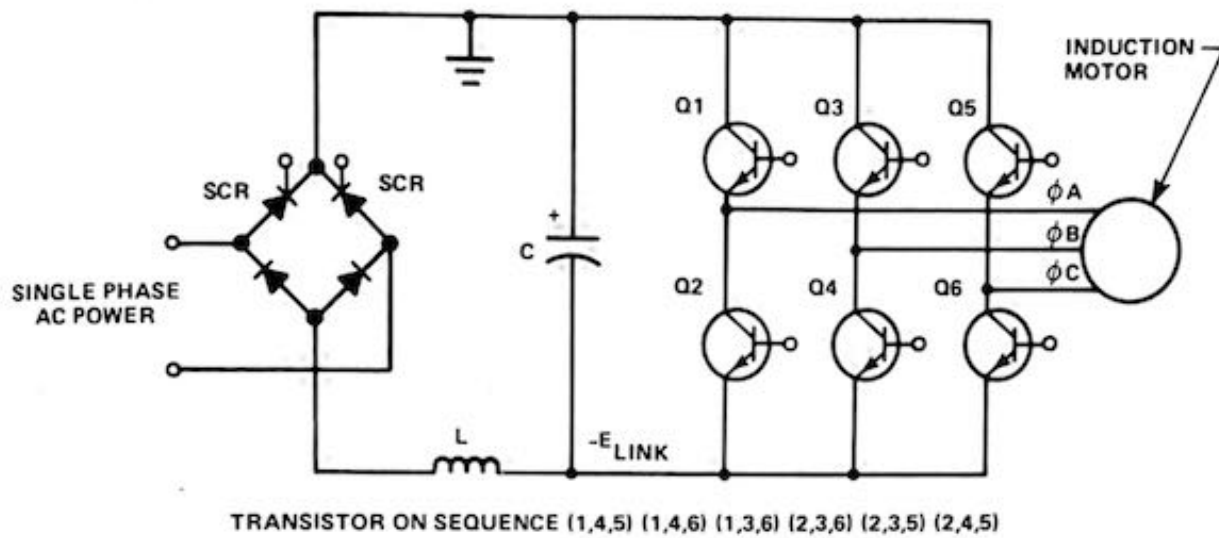 INDUCTION
MOTOR
Q1
Q3
Q5
SCR
SCR
ϕA
+
C
ϕB
SINGLE PHASE
AC POWER
ϕC
Q2
Q4
Q6
L
-E LINK
TRANSISTOR ON SEQUENCE (1,4,5) (1,4,6) (1,3,6) (2,3,6) (2,3,5) (2,4,5)